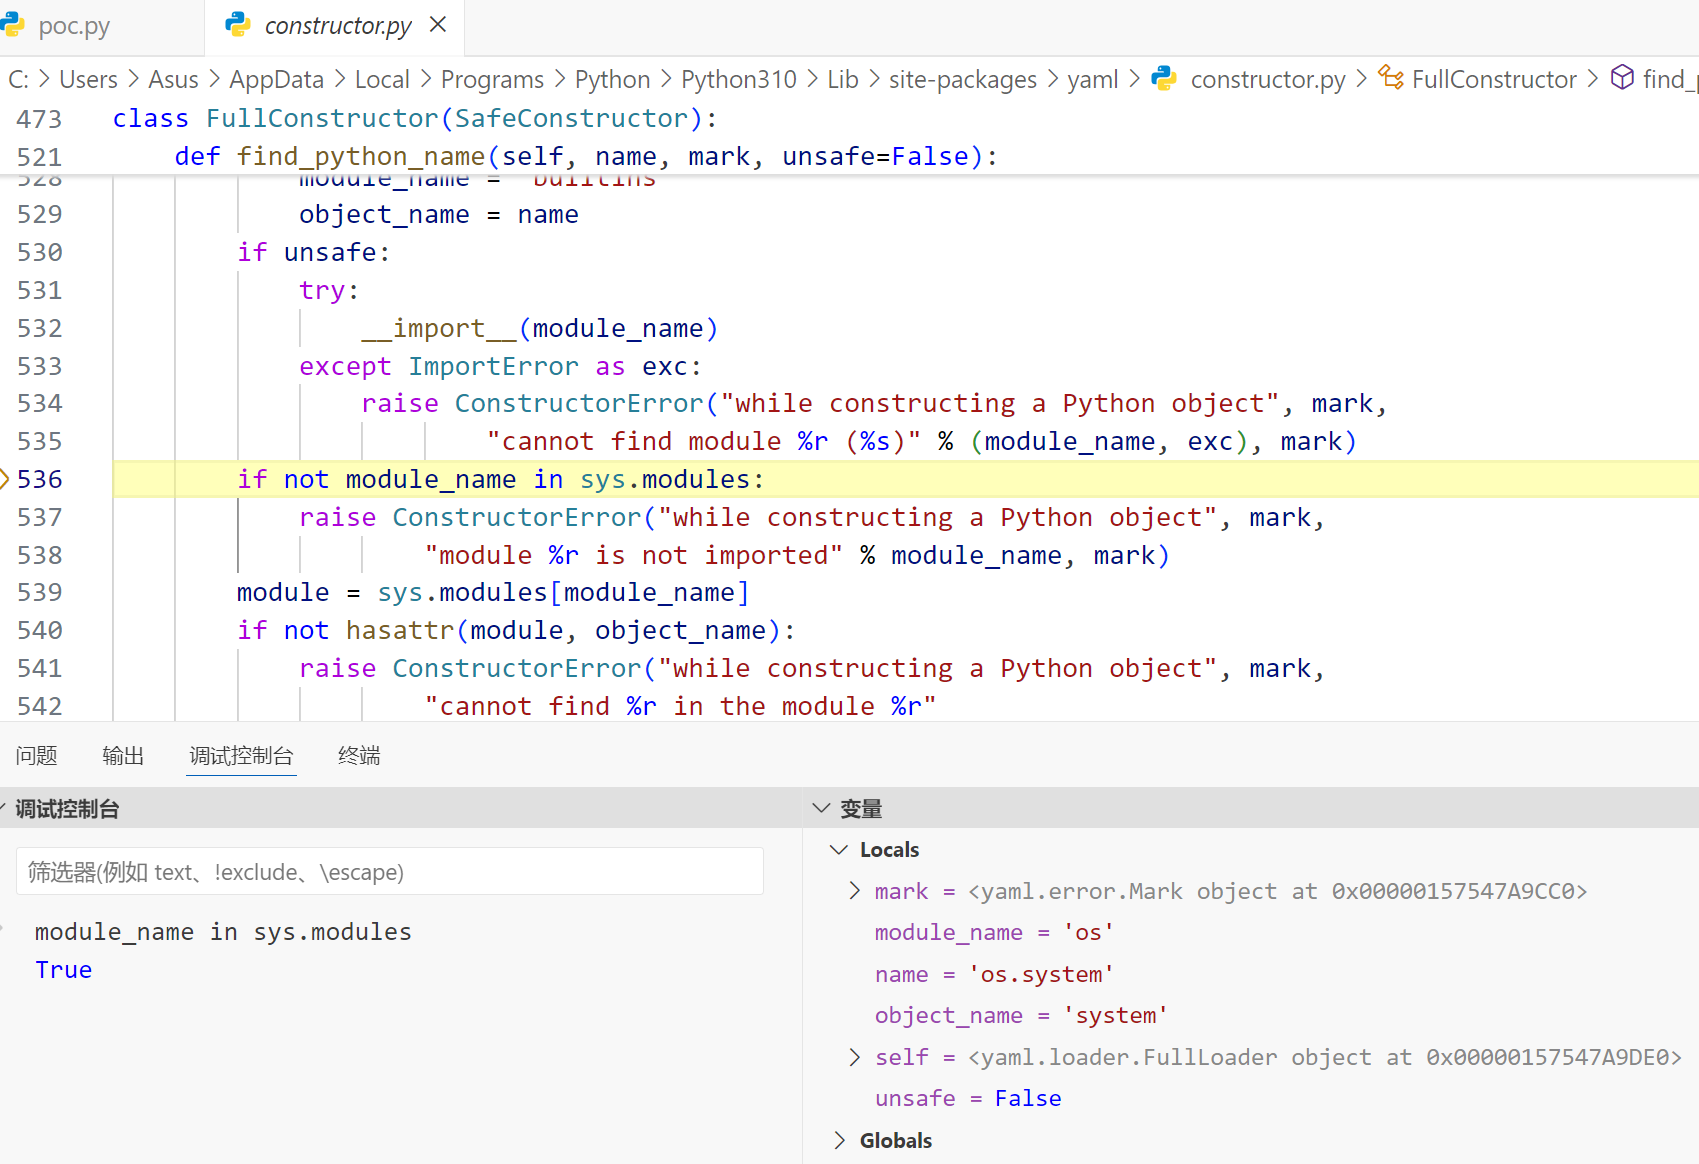 poc.py
constructor.py
C: > Users > Asus > AppData > Local > Programs > Python > Python310 > Lib > site-packages > yaml > constructor.py > FullConstructor > find_p
473 class FullConstructor(SafeConstructor):
521 def find_python_name(self, name, mark, unsafe=False):
528 module_name = 'builtins'
529 object_name = name
530 if unsafe:
531 try:
532 __import__(module_name)
533 except ImportError as exc:
534 raise ConstructorError("while constructing a Python object", mark,
535 "cannot find module %r (%s)" % (module_name, exc), mark)
536 if not module_name in sys.modules:
537 raise ConstructorError("while constructing a Python object", mark,
538 "module %r is not imported" % module_name, mark)
539 module = sys.modules[module_name]
540 if not hasattr(module, object_name):
541 raise ConstructorError("while constructing a Python object", mark,
542 "cannot find %r in the module %r"
问题 输出 调试控制台 终端
调试控制台
筛选器(例如 text、!exclude、\escape)
module_name in sys.modules
True
变量
Locals
mark = <yaml.error.Mark object at 0x00000157547A9CC0>
module_name = 'os'
name = 'os.system'
object_name = 'system'
self = <yaml.loader.FullLoader object at 0x00000157547A9DE0>
unsafe = False
Globals